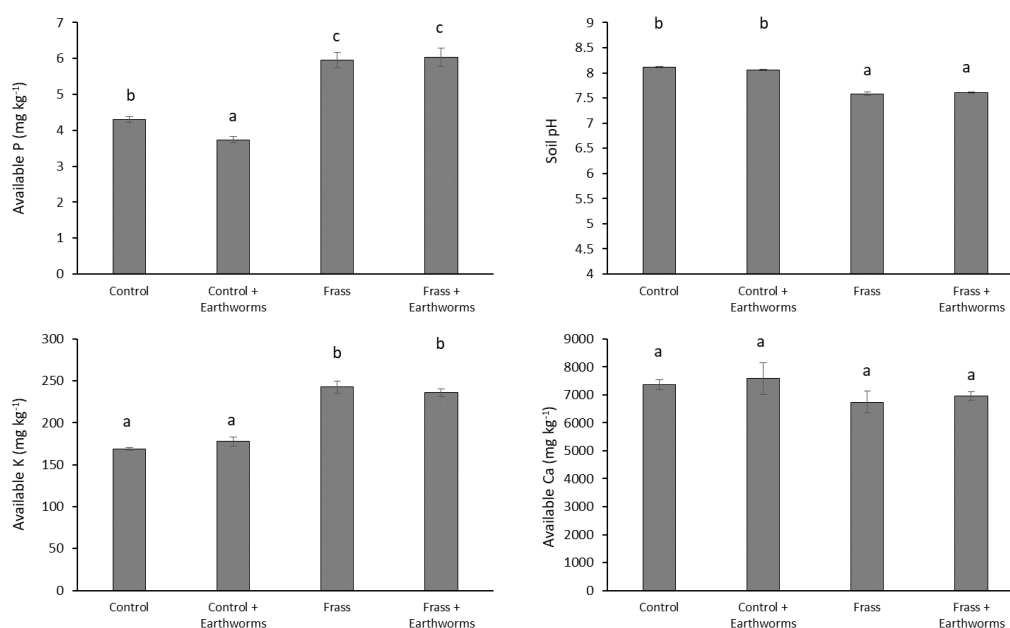 Available P (mg kg⁻¹)
7
6
5
4
3
2
1
0
b
a
c
c
Control
Control +
Earthworms
Frass
Frass +
Earthworms
Soil pH
9
8.5
8
7.5
7
6.5
6
5.5
5
4.5
4
b
b
a
a
Control
Control +
Earthworms
Frass
Frass +
Earthworms
Available K (mg kg⁻¹)
300
250
200
150
100
50
0
a
a
b
b
Control
Control +
Earthworms
Frass
Frass +
Earthworms
Available Ca (mg kg⁻¹)
9000
8000
7000
6000
5000
4000
3000
2000
1000
0
a
a
a
a
Control
Control +
Earthworms
Frass
Frass +
Earthworms